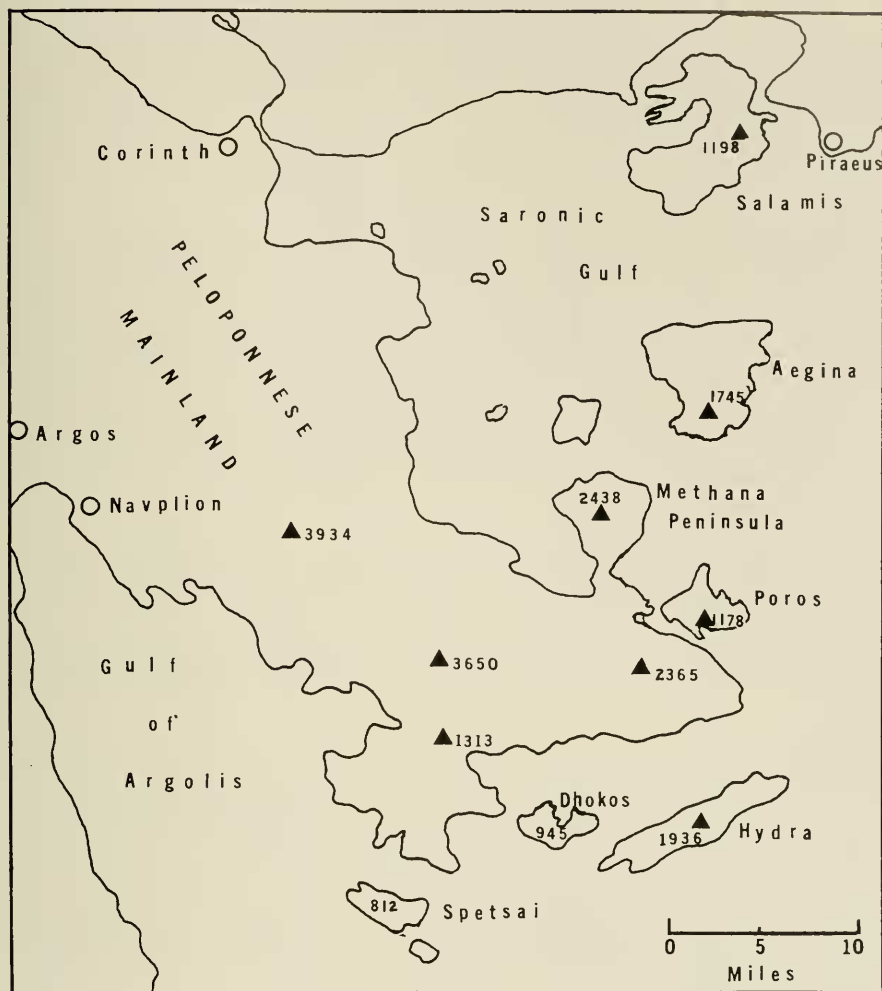 Corinth
1198
Piraeus
Salamis
Saronic
Gulf
PELOPONNESE
MAINLAND
Aegina
1745
Argos
Navplion
2438
Methana
Peninsula
3934
Poros
1178
Gulf
of
Argolis
3650
2365
1313
Dhokos
945
1936
Hydra
812
Spetsai
0 5 10
Miles